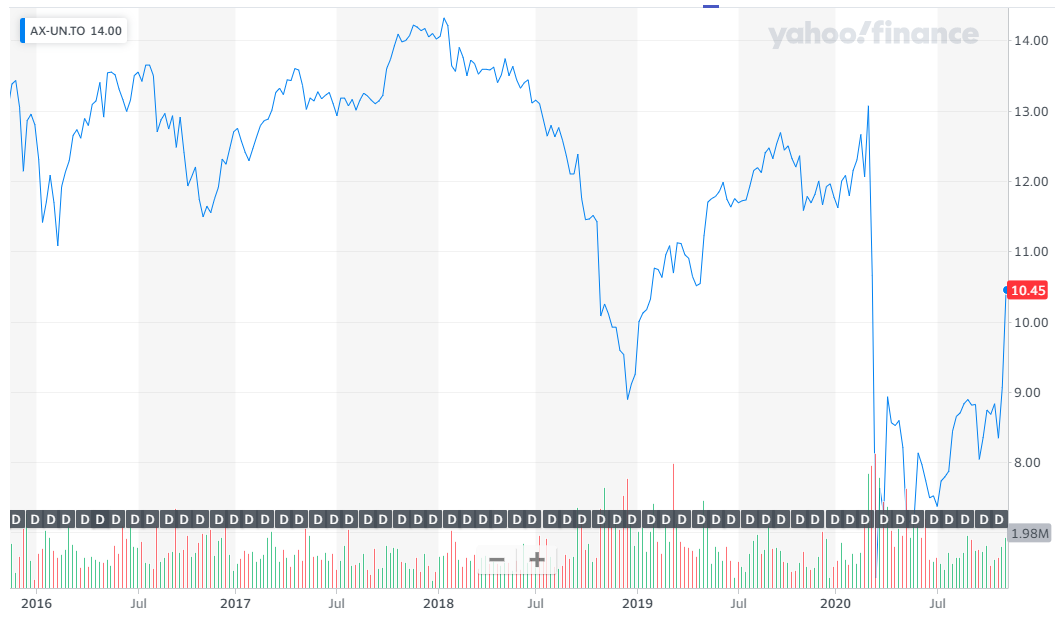 AX-UN.TO 14.00
yahoo!finance
14.00
13.00
12.00
11.00
10.45
10.00
9.00
8.00
D D D D D D D D D D D D D D D D D D D D D D D D D D D D D D D D D D D D D D D D D D D D D D D D D D D D D D D D D D D D
1.98M
− +
2016 Jul 2017 Jul 2018 Jul 2019 Jul 2020 Jul